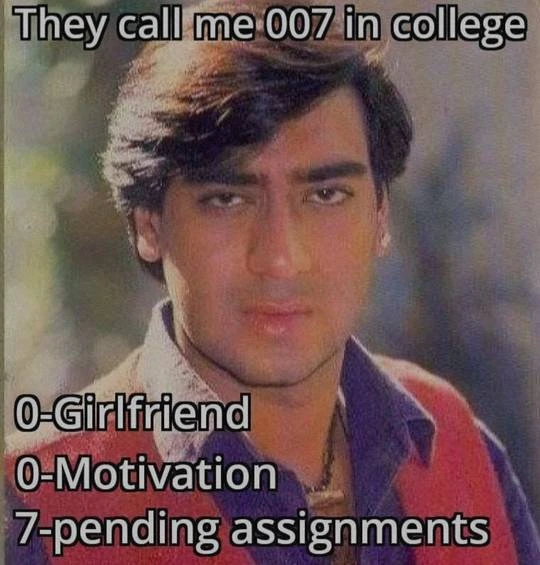 They call me 007 in college
0-Girlfriend
0-Motivation
7-pending assignments